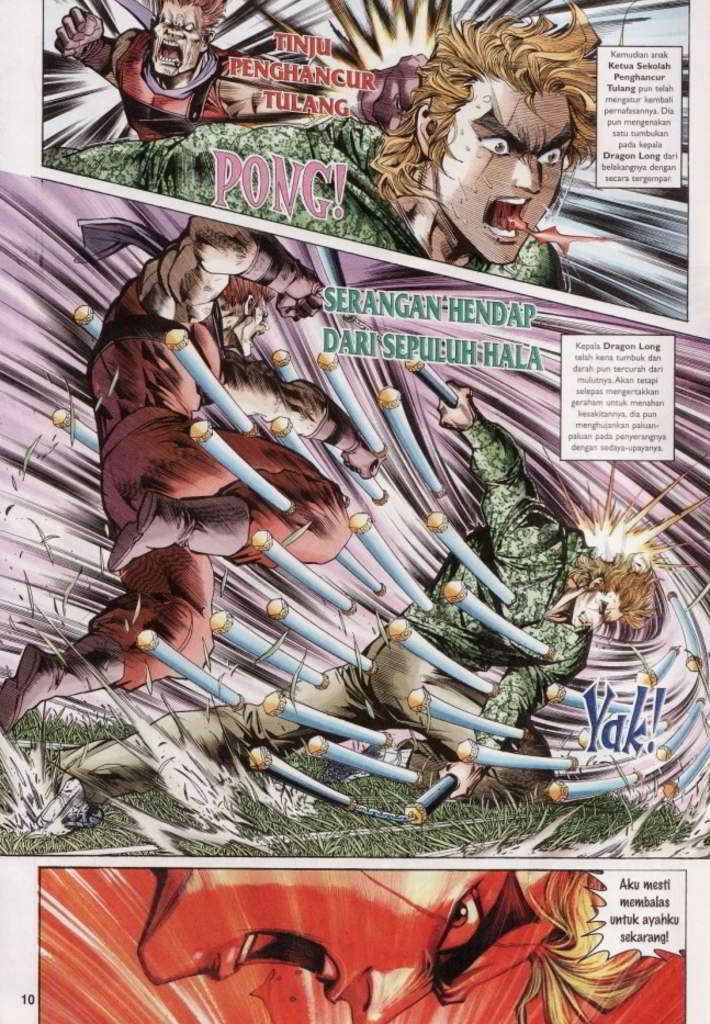 TINJU
PENGHANCUR
TULANG
Kemudian anak
Ketua Sekolah
Penghancur
Tulang pun telah
mengatur kembali
pernafasannya. Dia
pun mengenakan
satu tumbukan
pada kepala
Dragon Long dari
belakangnya dengan
secara tergempar.
PONG!
SERANGAN HENDAP
DARI SEPULUH HALA
Kepala Dragon Long
telah kena tumbuk dan
darah pun tercurah dari
mulutnya. Akan tetapi
selepas mengertakkan
geraham untuk menahan
kesakitannya, dia pun
menghujankan paluan-
paluan pada penyerangnya
dengan sedaya-upayanya.
Yak!
Aku mesti
membalas
untuk ayahku
sekarang!
10